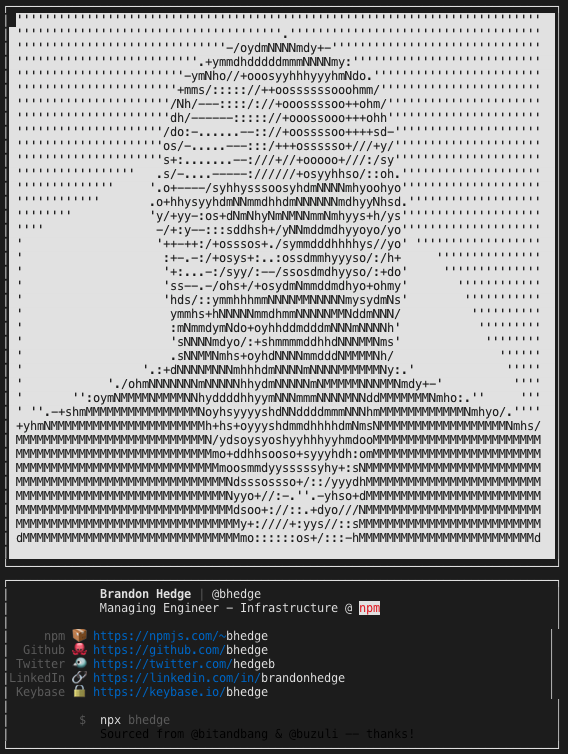 Brandon Hedge | @bhedge
Managing Engineer - Infrastructure @ npm
npm 📦 https://npmjs.com/~bhedge
Github 🐙 https://github.com/bhedge
Twitter 🐦 https://twitter.com/hedgeb
LinkedIn 🔗 https://linkedin.com/in/brandonhedge
Keybase 🔒 https://keybase.io/bhedge
$ npx bhedge
Sourced from @bitandbang & @buzuli -- thanks!